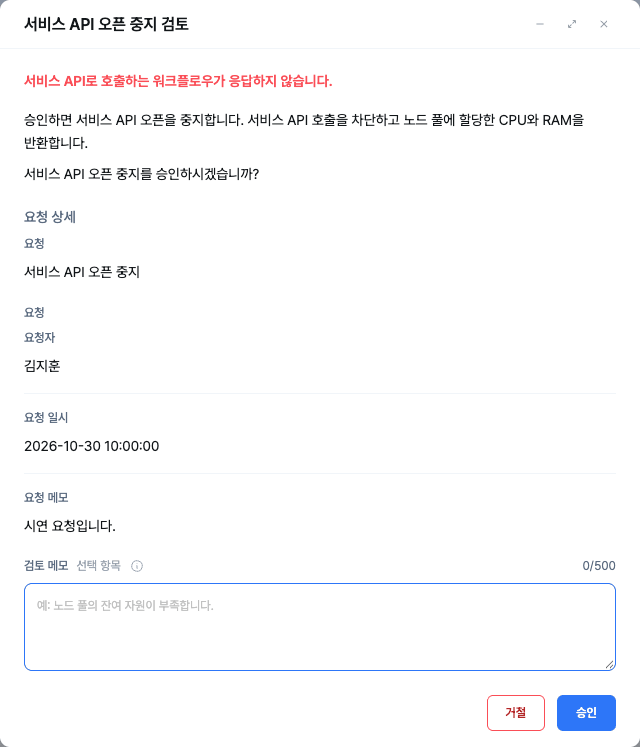 서비스 API 오픈 중지 검토
서비스 API로 호출하는 워크플로우가 응답하지 않습니다.
승인하면 서비스 API 오픈을 중지합니다. 서비스 API 호출을 차단하고 노드 풀에 할당한 CPU와 RAM을
반환합니다.
서비스 API 오픈 중지를 승인하시겠습니까?
요청 상세
요청
서비스 API 오픈 중지
요청
요청자
김지훈
요청 일시
2026-10-30 10:00:00
요청 메모
시연 요청입니다.
검토 메모 선택 항목 0/500
예: 노드 풀의 잔여 자원이 부족합니다.
거절 승인